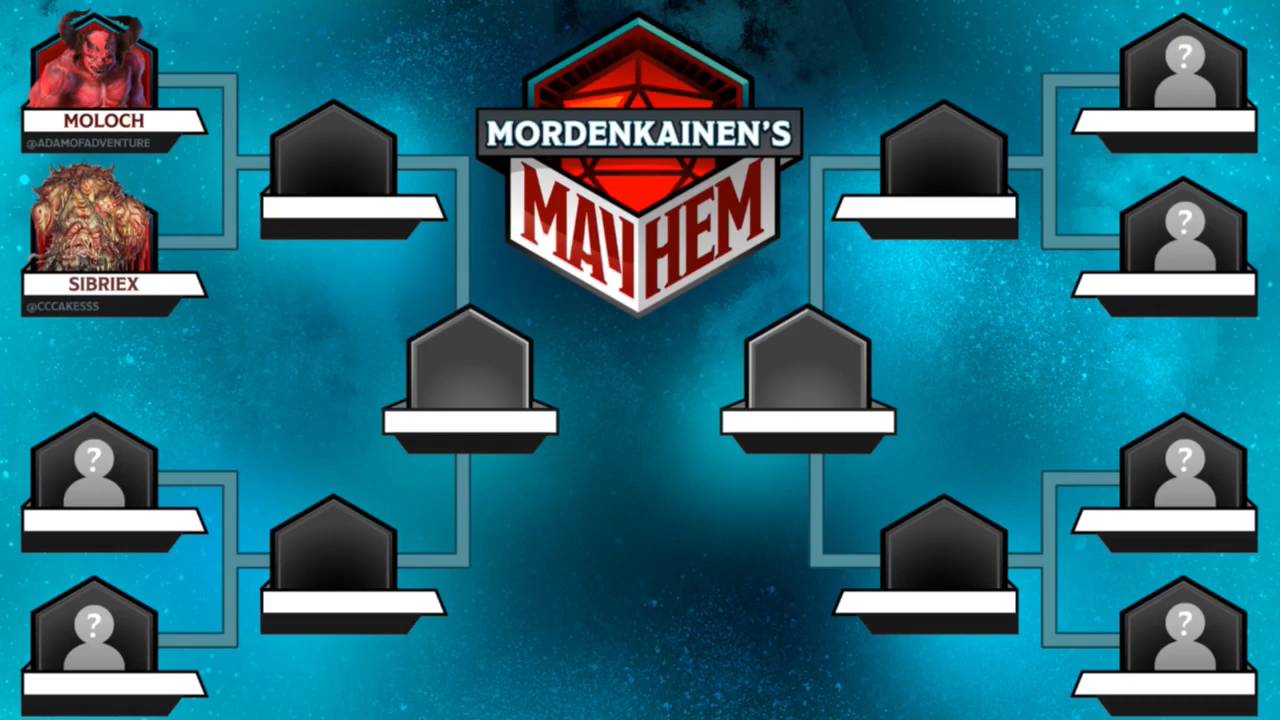 MOLOCH
@ADAMOFADVENTURE
SIBRIEX
@CCCAKESSS
MORDENKAINEN'S
MAYHEM
?
?
?
?
?
?